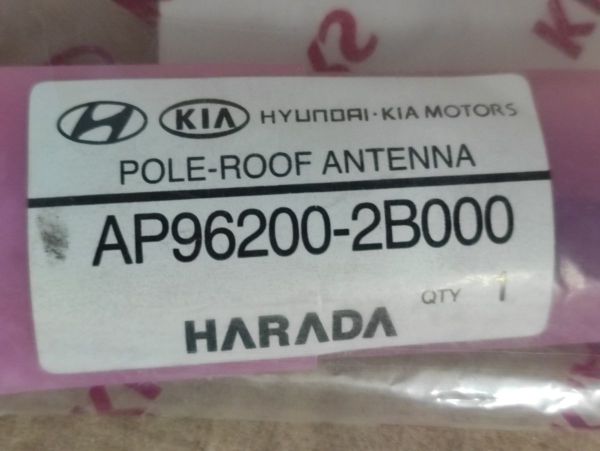 KIA HYUNDAI·KIA MOTORS
POLE-ROOF ANTENNA
AP96200-2B000
QTY 1
HARADA